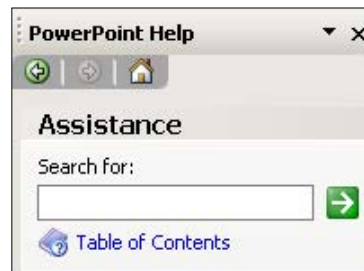 PowerPoint Help
Assistance
Search for:
Table of Contents